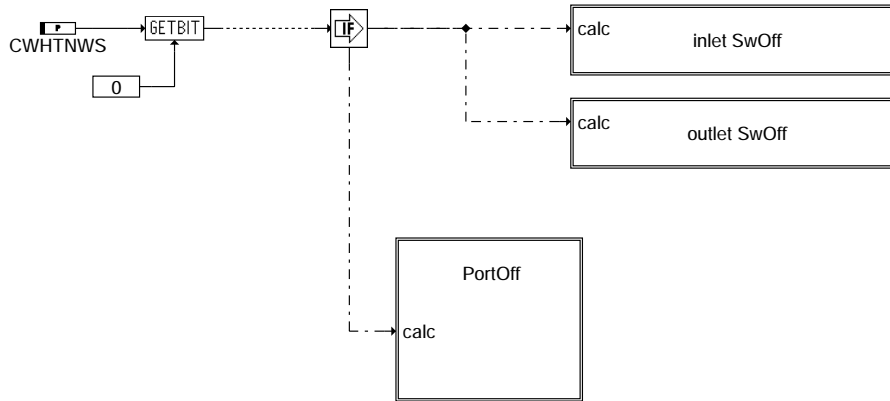 P
CWHTNWS
GETBIT
0
IF
calc
inlet SwOff
calc
outlet SwOff
PortOff
calc